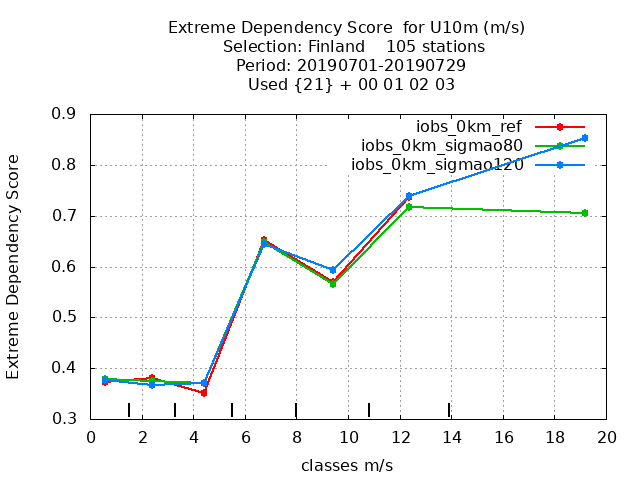 Extreme Dependency Score  for U10m (m/s)
Selection: Finland    105 stations
Period: 20190701-20190729
Used {21} + 00 01 02 03
iobs_0km_ref
iobs_0km_sigmao80
iobs_0km_sigmao120
Extreme Dependency Score
0.9
0.8
0.7
0.6
0.5
0.4
0.3
0 2 4 6 8 10 12 14 16 18 20
classes m/s